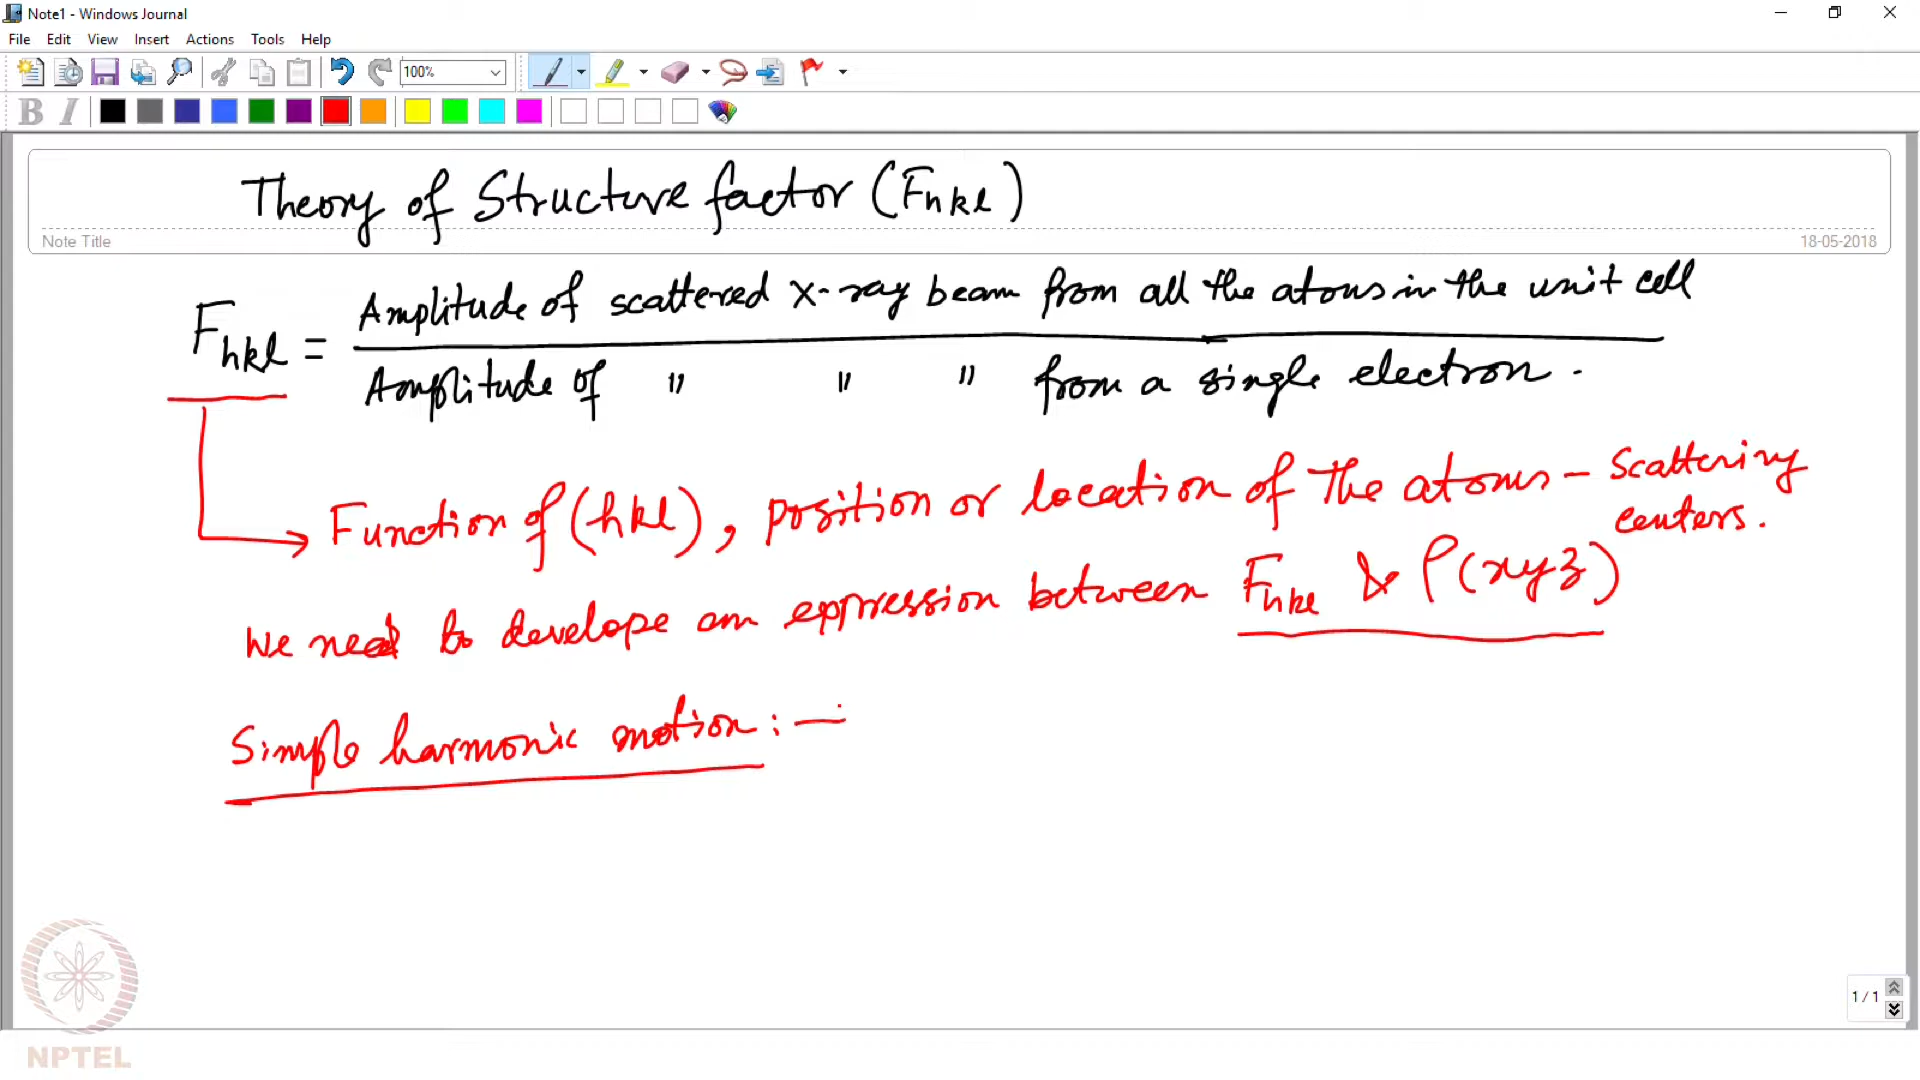 Note1 - Windows Journal
File Edit View Insert Actions Tools Help
100%
B I
Theory of Structure factor (Fhkl)
Note Title
18-05-2018
Fhkl = Amplitude of scattered x-ray beam from all the atoms in the unit cell
Amplitude of " " " from a single electron.
Function of (hkl), position or location of the atoms - Scattering
centers.
We need to develope an expression between Fhkl & ρ(xyz)
Simple harmonic motion: -
1 / 1
NPTEL